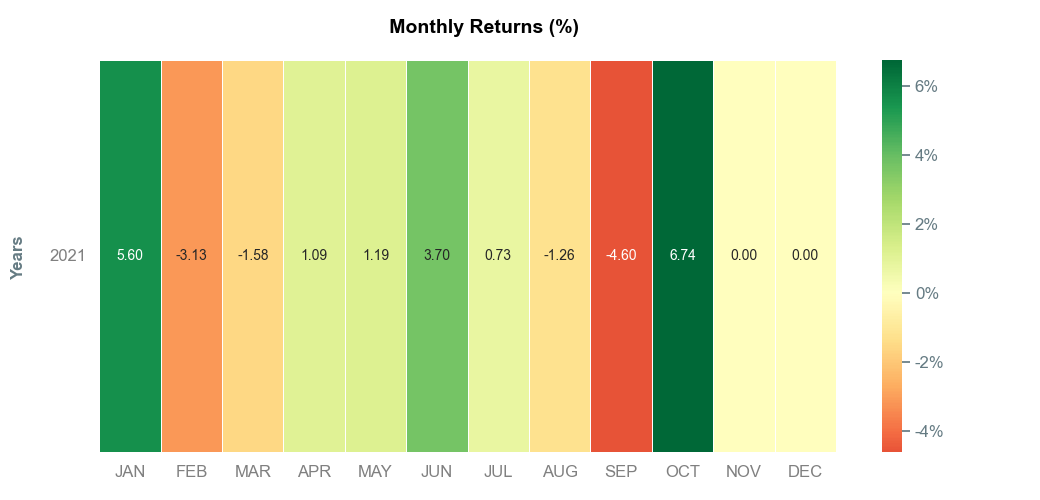 Monthly Returns (%)
Years
2021
5.60 -3.13 -1.58 1.09 1.19 3.70 0.73 -1.26 -4.60 6.74 0.00 0.00
JAN FEB MAR APR MAY JUN JUL AUG SEP OCT NOV DEC
6%
4%
2%
0%
-2%
-4%